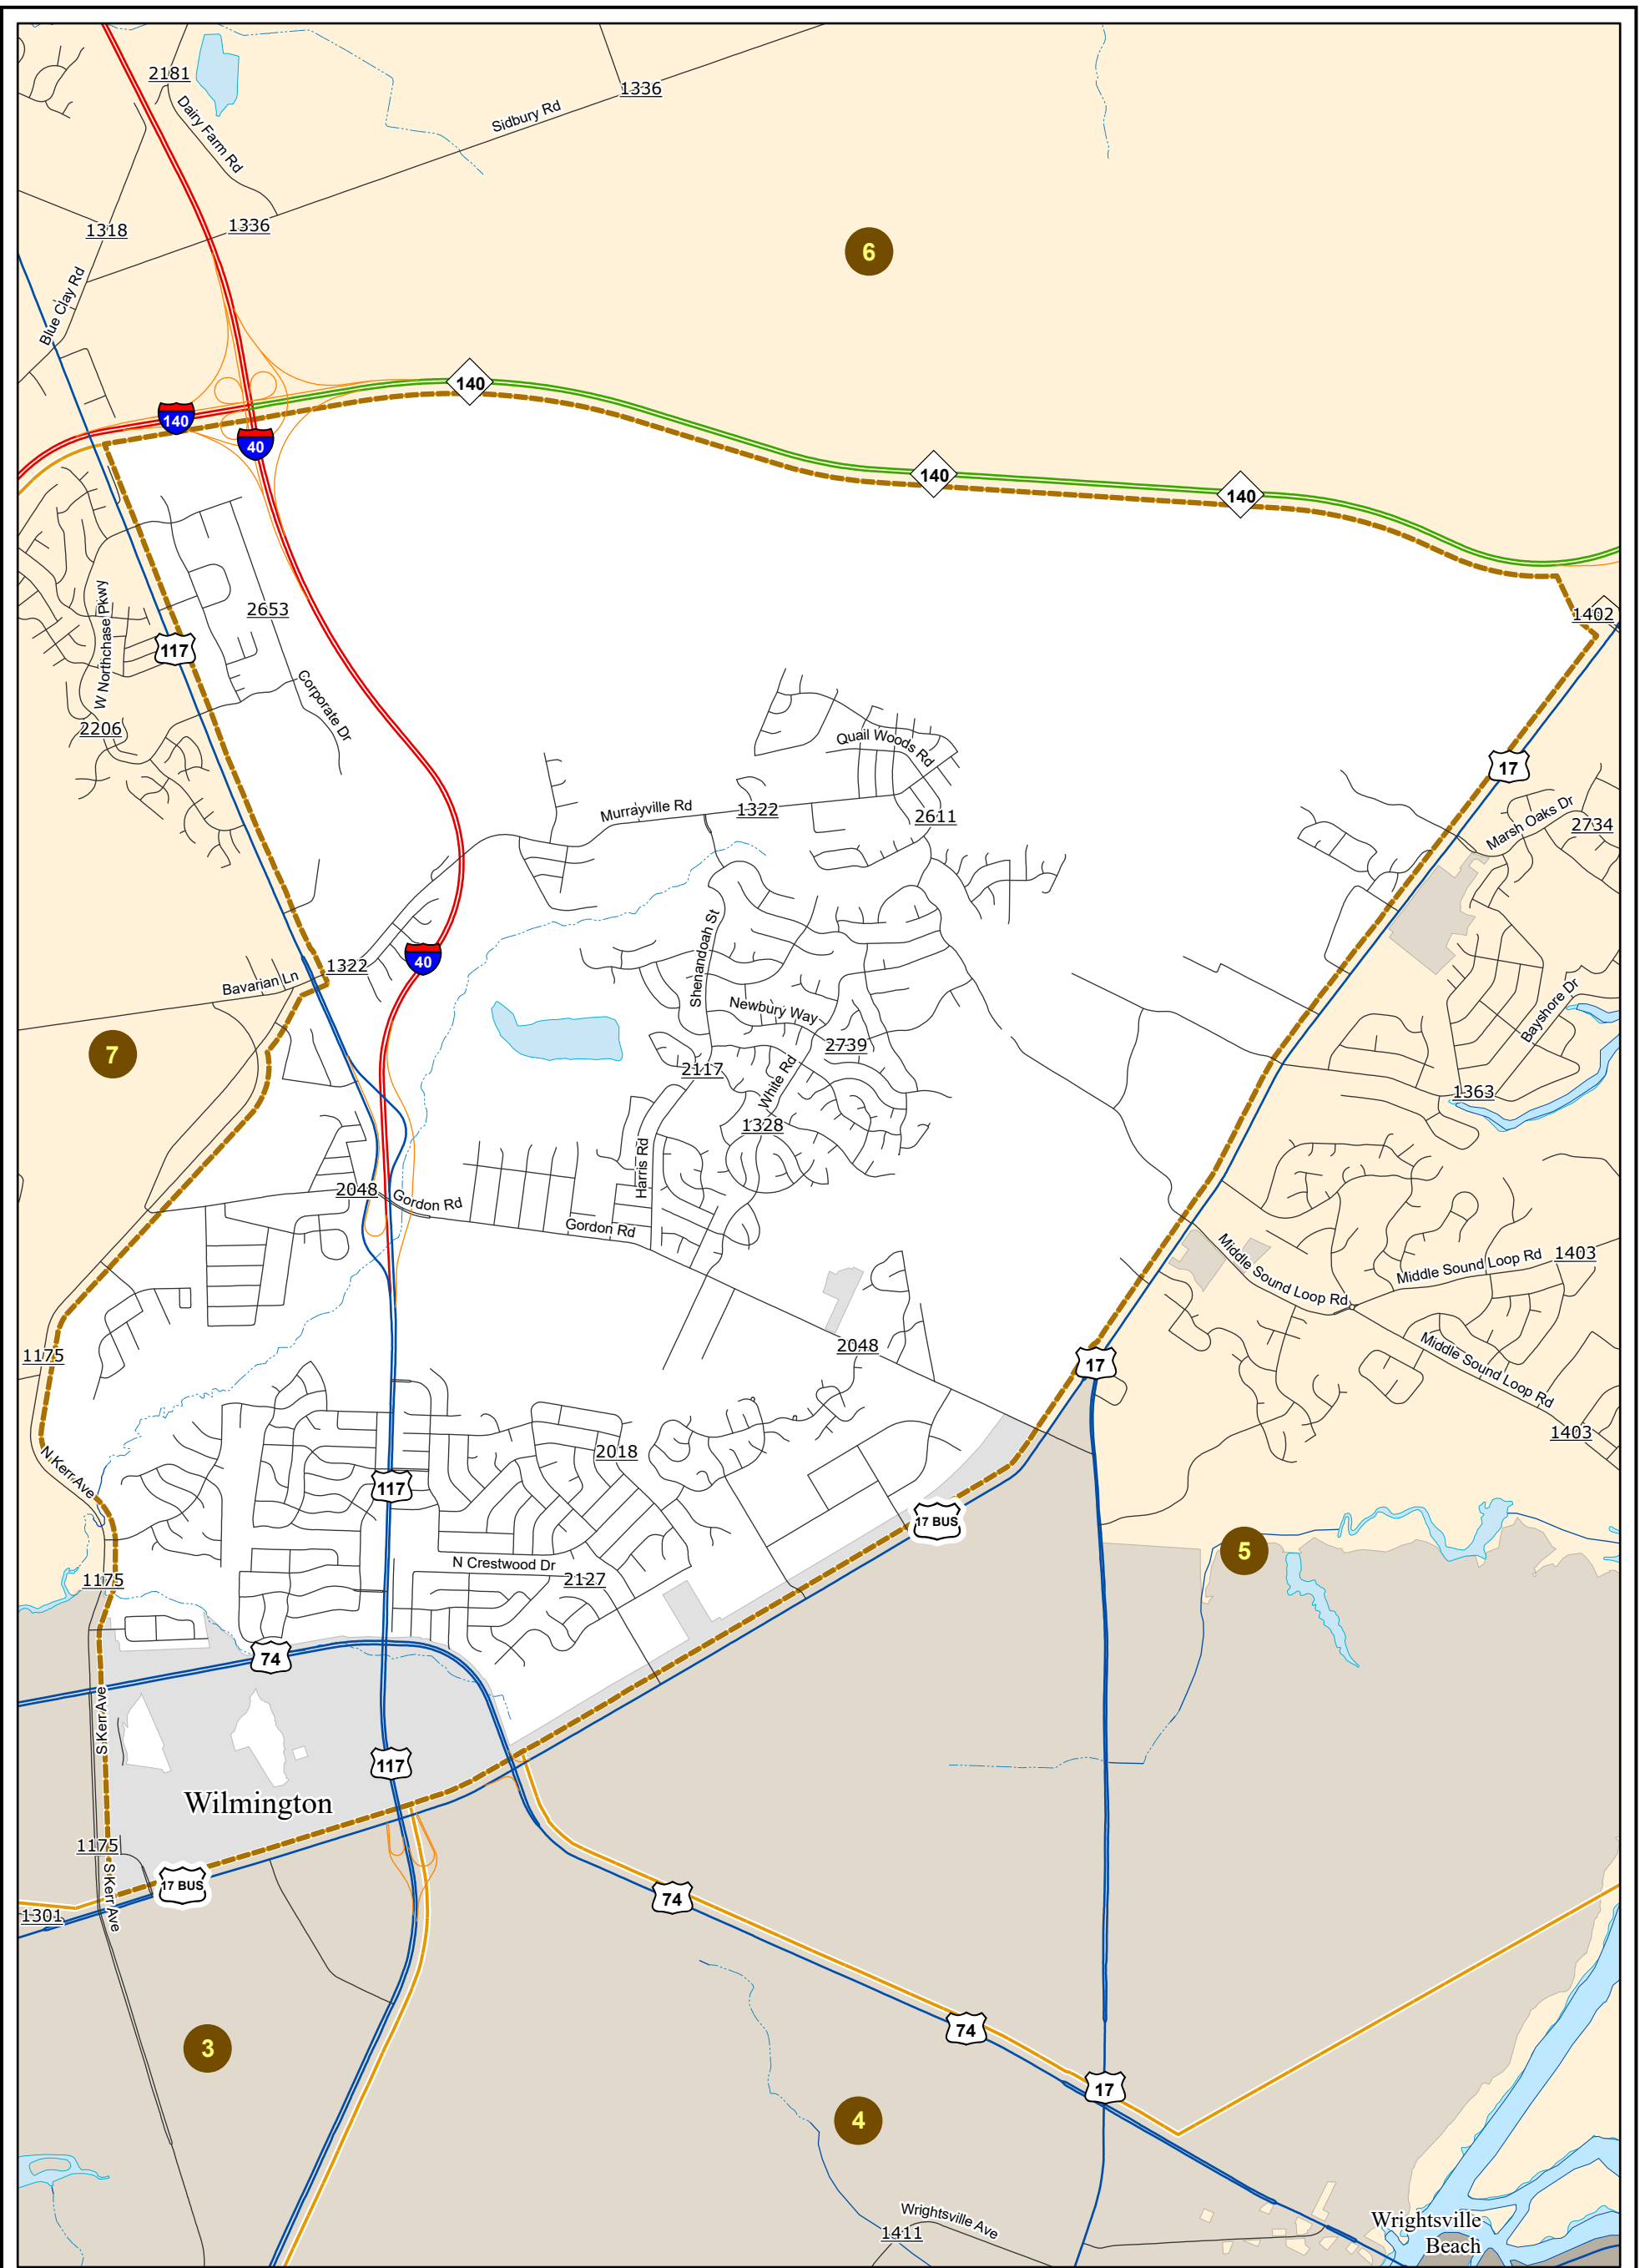 2181
1336
Dairy Farm Rd
Sidbury Rd
1318
1336
6
Blue Clay Rd
140
140
40
140
140
1402
2653
W Northchase Pkwy
117
Corporate Dr
2206
Quail Woods Rd
17
Murrayville Rd
1322
2611
Marsh Oaks Dr
2734
Shenandoah St
40
1322
Bavarian Ln
Newbury Way
Bayshore Dr
7
2739
2117
White Rd
1363
1328
Harris Rd
2048
Gordon Rd
Gordon Rd
Middle Sound Loop Rd
Middle Sound Loop Rd
1403
1175
2048
17
Middle Sound Loop Rd
1403
2018
N Kerr Ave
117
17 BUS
5
N Crestwood Dr
2127
1175
74
S Kerr Ave
117
Wilmington
1175
17 BUS
S Kerr Ave
74
1301
74
3
17
4
Wrightsville Ave
1411
Wrightsville
Beach